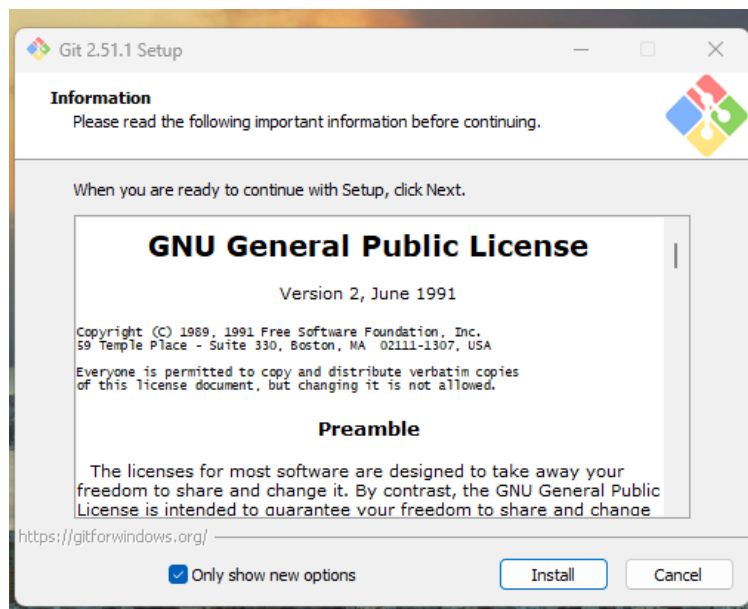 Git 2.51.1 Setup
Information
Please read the following important information before continuing.
When you are ready to continue with Setup, click Next.
GNU General Public License
Version 2, June 1991
Copyright (C) 1989, 1991 Free Software Foundation, Inc.
59 Temple Place - Suite 330, Boston, MA  02111-1307, USA
Everyone is permitted to copy and distribute verbatim copies
of this license document, but changing it is not allowed.
Preamble
The licenses for most software are designed to take away your
freedom to share and change it. By contrast, the GNU General Public
License is intended to guarantee your freedom to share and change
https://gitforwindows.org/
Only show new options
Install
Cancel